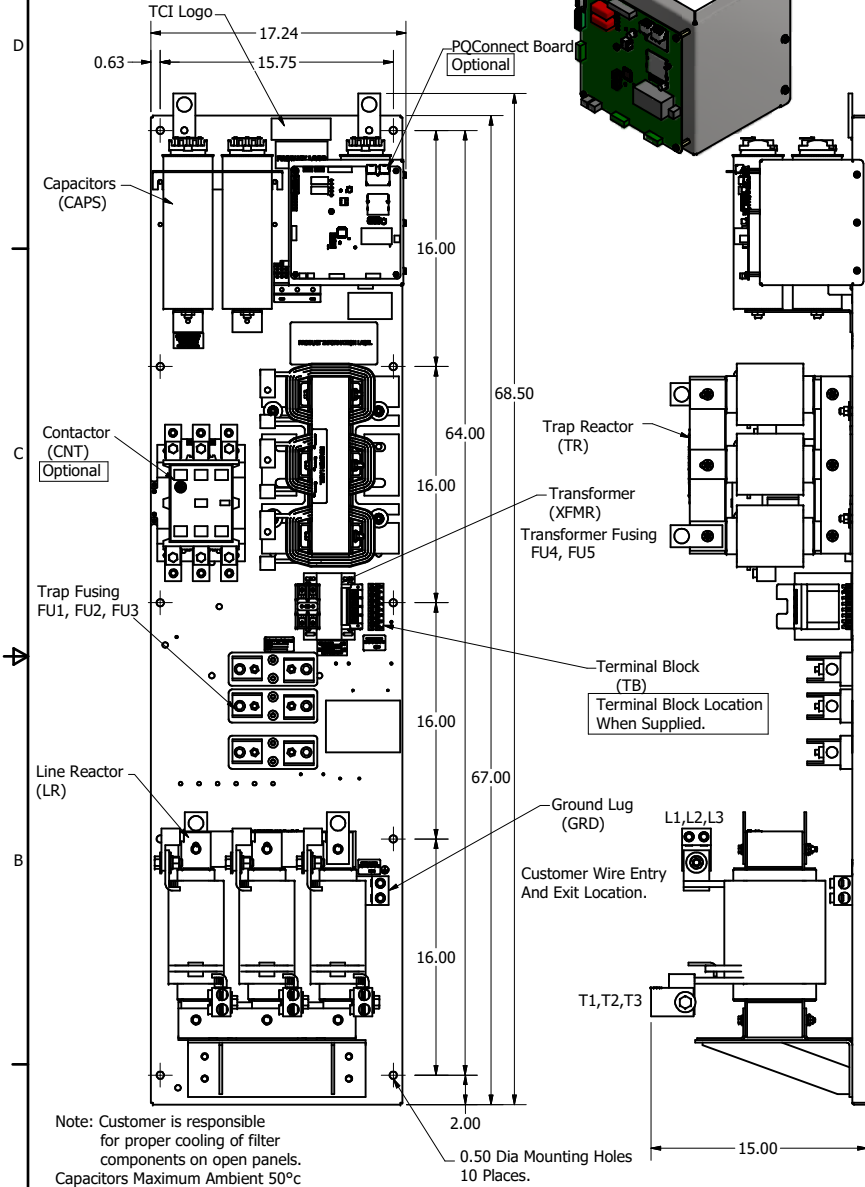 D
TCI Logo
17.24
15.75
0.63
PQConnect Board
Optional
Capacitors
(CAPS)
16.00
68.50
64.00
C
Contactor
(CNT)
Optional
Trap Reactor
(TR)
16.00
Transformer
(XFMR)
Transformer Fusing
FU4, FU5
Trap Fusing
FU1, FU2, FU3
Terminal Block
(TB)
Terminal Block Location
When Supplied.
16.00
67.00
Line Reactor
(LR)
Ground Lug
(GRD)
L1,L2,L3
B
Customer Wire Entry
And Exit Location.
16.00
T1,T2,T3
2.00
15.00
Note: Customer is responsible
for proper cooling of filter
components on open panels.
Capacitors Maximum Ambient 50°c
0.50 Dia Mounting Holes
10 Places.